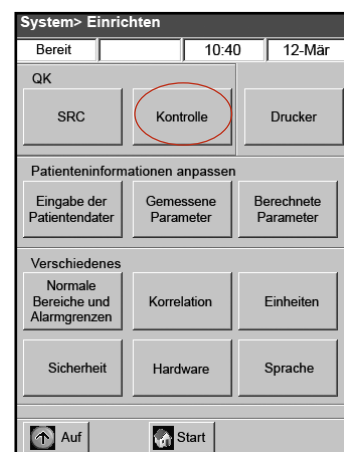 System> Einrichten
Bereit 10:40 12-Mär
QK
SRC Kontrolle Drucker
Patienteninformationen anpassen
Eingabe der Patientendater Gemessene Parameter Berechnete Parameter
Verschiedenes
Normale Bereiche und Alarmgrenzen Korrelation Einheiten
Sicherheit Hardware Sprache
Auf Start